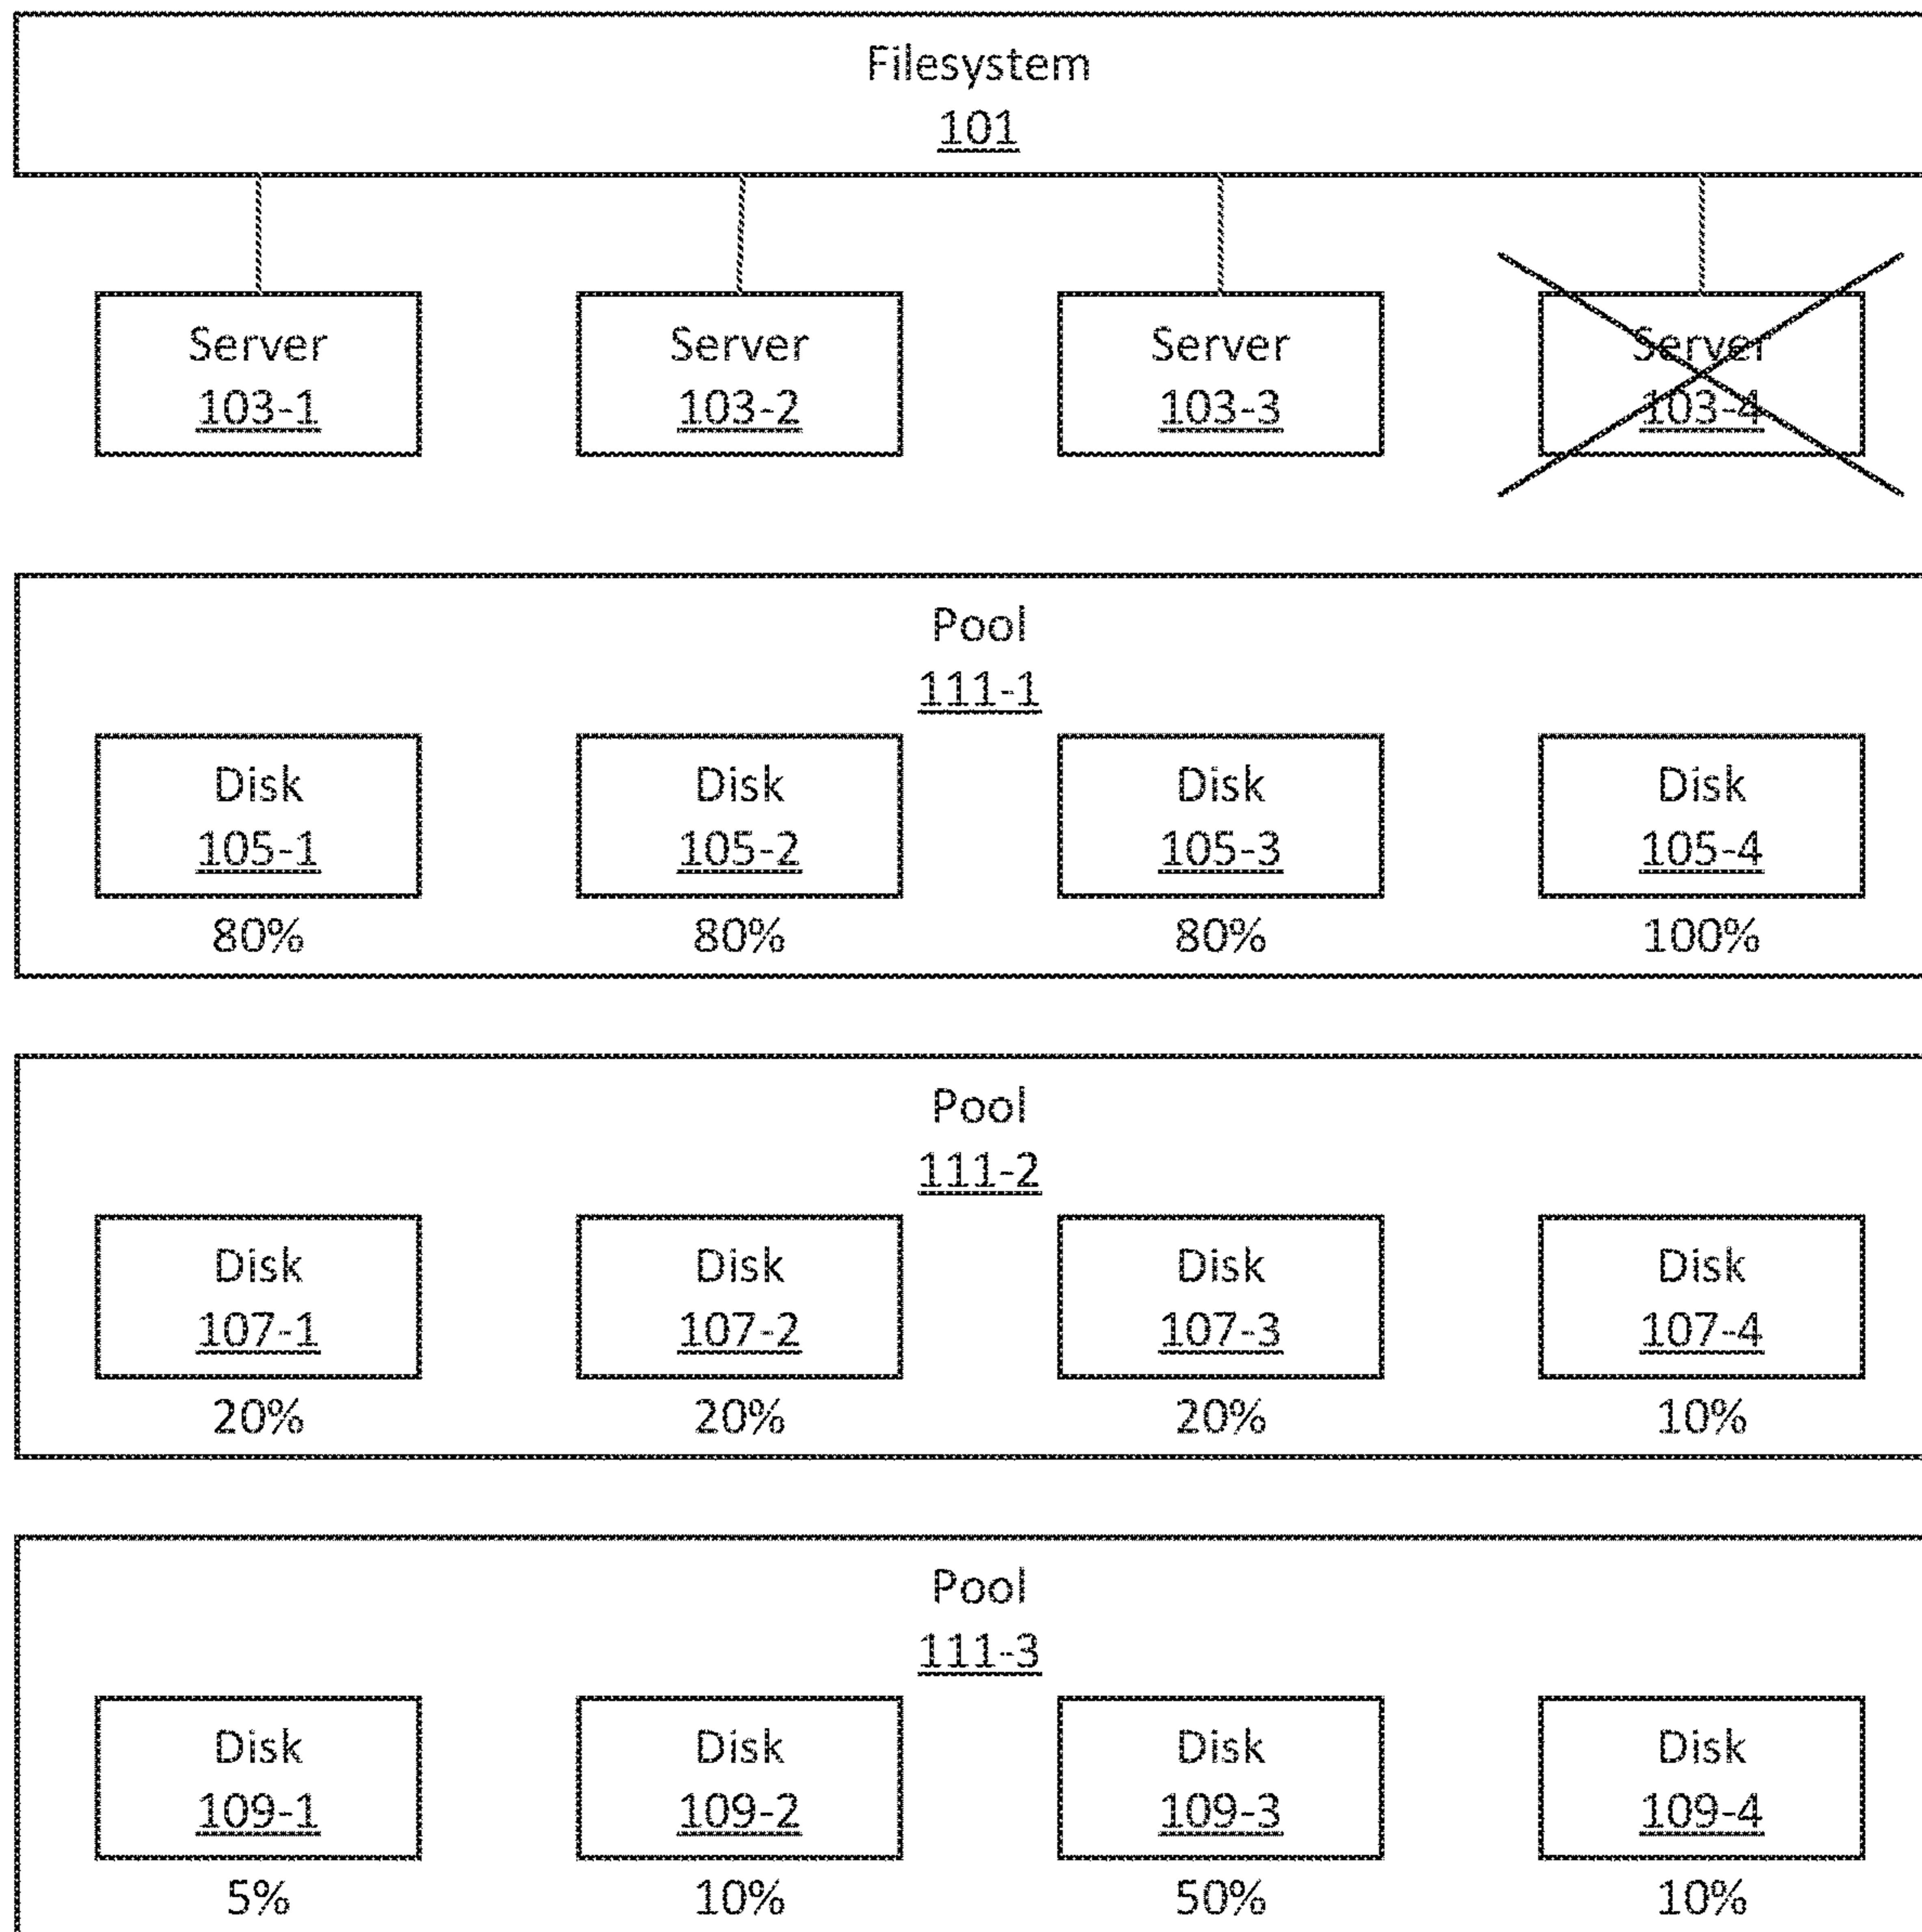 Filesystem
101
Server Server Server Server
103-1 103-2 103-3 103-4
Pool
111-1
Disk Disk Disk Disk
105-1 105-2 105-3 105-4
80% 80% 80% 100%
Pool
111-2
Disk Disk Disk Disk
107-1 107-2 107-3 107-4
20% 20% 20% 10%
Pool
111-3
Disk Disk Disk Disk
109-1 109-2 109-3 109-4
5% 10% 50% 10%